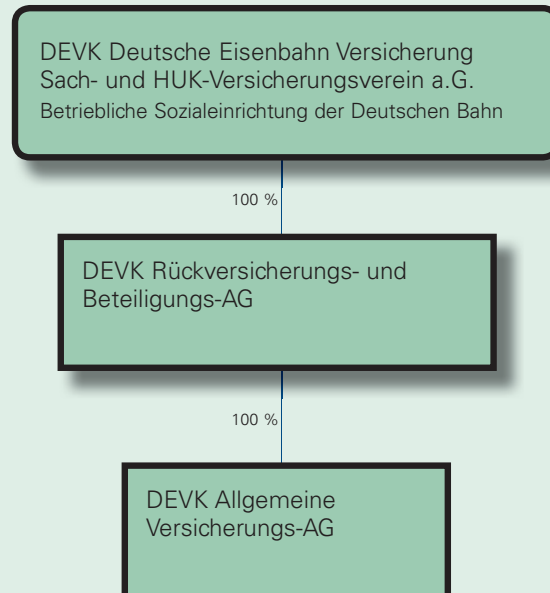 DEVK Deutsche Eisenbahn Versicherung
Sach- und HUK-Versicherungsverein a.G.
Betriebliche Sozialeinrichtung der Deutschen Bahn
100 %
DEVK Rückversicherungs- und
Beteiligungs-AG
100 %
DEVK Allgemeine
Versicherungs-AG